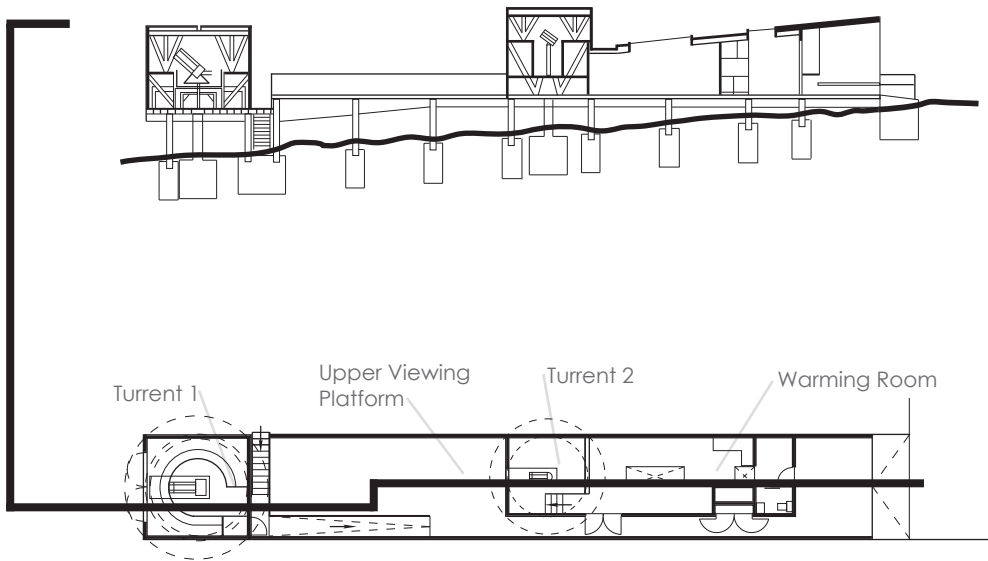 Turrent 1
Upper Viewing
Platform
Turrent 2
Warming Room